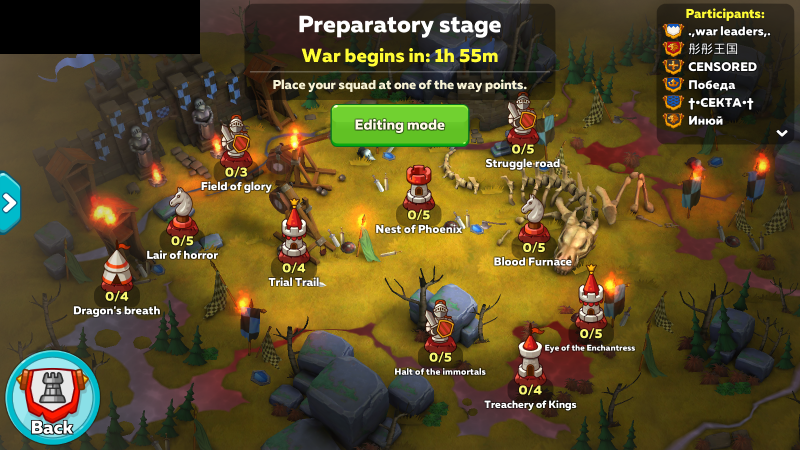 Preparatory stage
War begins in: 1h 55m
Place your squad at one of the way points.
Editing mode
Participants:
.,war leaders,.
彤彤王国
CENSORED
Победа
†•СЕКТА•†
Инюй
0/3
Field of glory
0/5
Struggle road
0/5
Lair of horror
0/5
Nest of Phoenix
0/5
Blood Furnace
0/4
Trial Trail
0/4
Dragon's breath
0/5
Eye of the Enchantress
0/5
Halt of the immortals
0/4
Treachery of Kings
Back